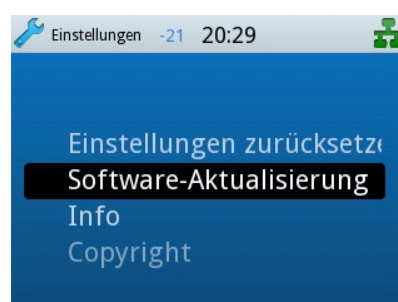 Einstellungen -21 20:29
Einstellungen zurücksetze
Software-Aktualisierung
Info
Copyright